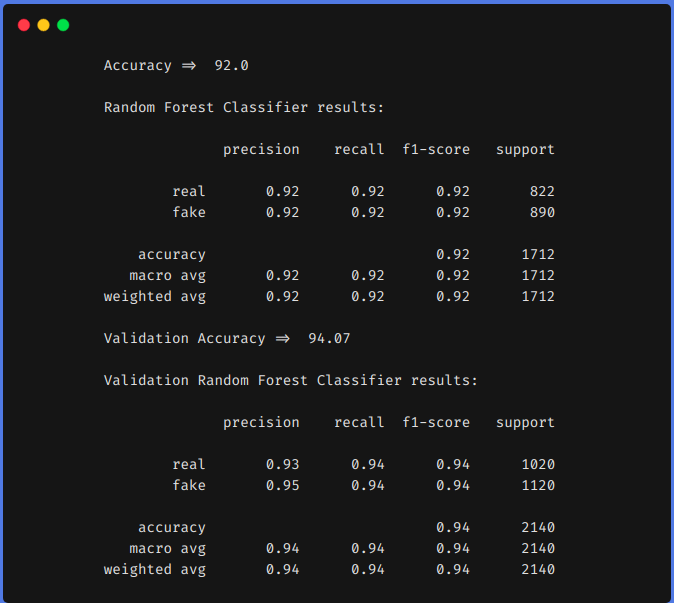 Accuracy => 92.0
Random Forest Classifier results:
precision recall f1-score support
real 0.92 0.92 0.92 822
fake 0.92 0.92 0.92 890
accuracy 0.92 1712
macro avg 0.92 0.92 0.92 1712
weighted avg 0.92 0.92 0.92 1712
Validation Accuracy => 94.07
Validation Random Forest Classifier results:
precision recall f1-score support
real 0.93 0.94 0.94 1020
fake 0.95 0.94 0.94 1120
accuracy 0.94 2140
macro avg 0.94 0.94 0.94 2140
weighted avg 0.94 0.94 0.94 2140